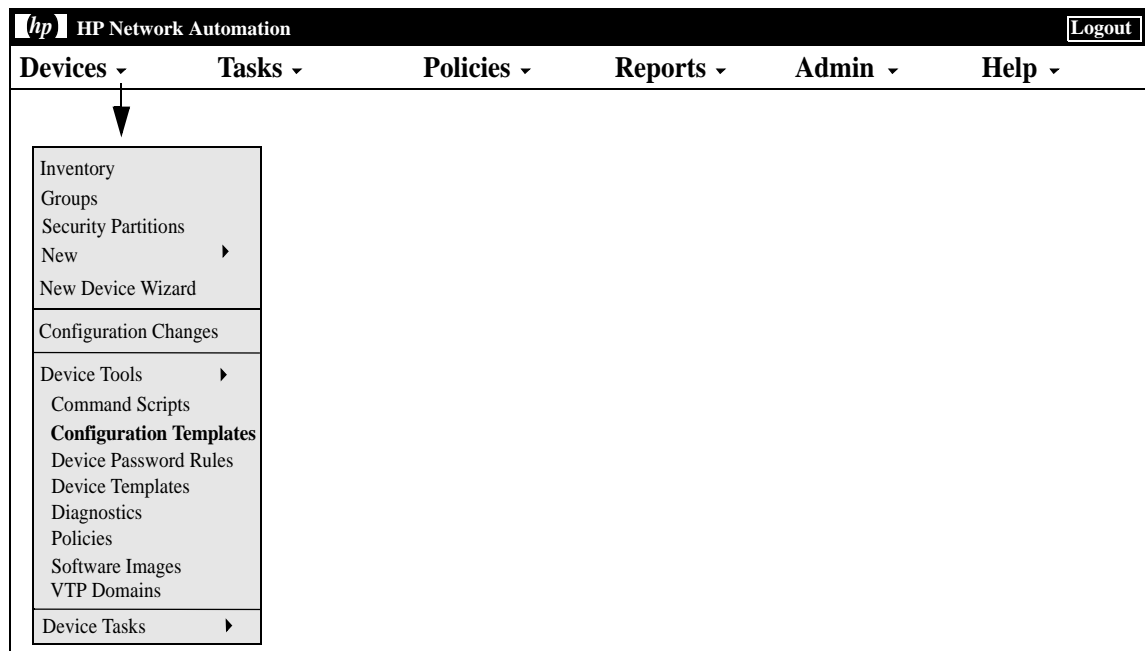 hp HP Network Automation Logout
Devices Tasks Policies Reports Admin Help
Inventory
Groups
Security Partitions
New
New Device Wizard
Configuration Changes
Device Tools
Command Scripts
Configuration Templates
Device Password Rules
Device Templates
Diagnostics
Policies
Software Images
VTP Domains
Device Tasks